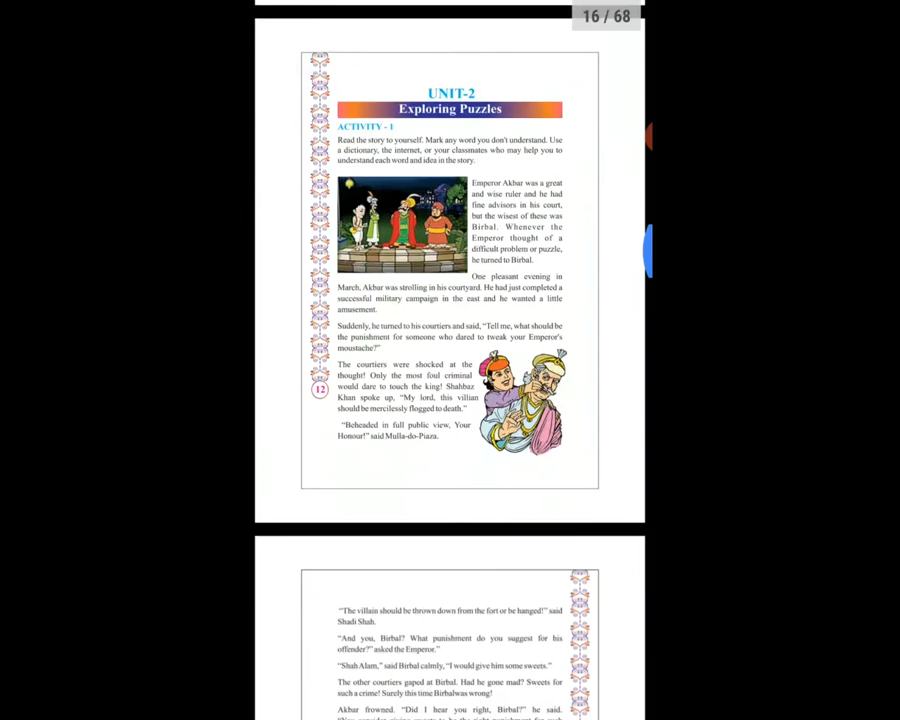 16 / 68
UNIT-2
Exploring Puzzles
ACTIVITY - 1
Read the story to yourself. Mark any word you don't understand. Use
a dictionary, the internet, or your classmates who may help you to
understand each word and idea in the story.
Emperor Akbar was a great
and wise ruler and he had
fine advisors in his court,
but the wisest of these was
Birbal. Whenever the
Emperor thought of a
difficult problem or puzzle,
he turned to Birbal.
One pleasant evening in
March, Akbar was strolling in his courtyard. He had just completed a
successful military campaign in the east and he wanted a little
amusement.
Suddenly, he turned to his courtiers and said, “Tell me, what should be
the punishment for someone who dared to tweak your Emperor's
moustache?”
The courtiers were shocked at the
thought! Only the most foul criminal
would dare to touch the king! Shahbaz
Khan spoke up, “My lord, this villian
should be mercilessly flogged to death.”
“Beheaded in full public view, Your
Honour!” said Mulla-do-Piaza.
12
“The villain should be thrown down from the fort or be hanged!” said
Shadi Shah.
“And you, Birbal? What punishment do you suggest for his
offender?” asked the Emperor.”
“Shah Alam,” said Birbal calmly, “I would give him some sweets.”
The other courtiers gaped at Birbal. Had he gone mad? Sweets for
such a crime! Surely this time Birbalwas wrong!
Akbar frowned. “Did I hear you right, Birbal?” he said.